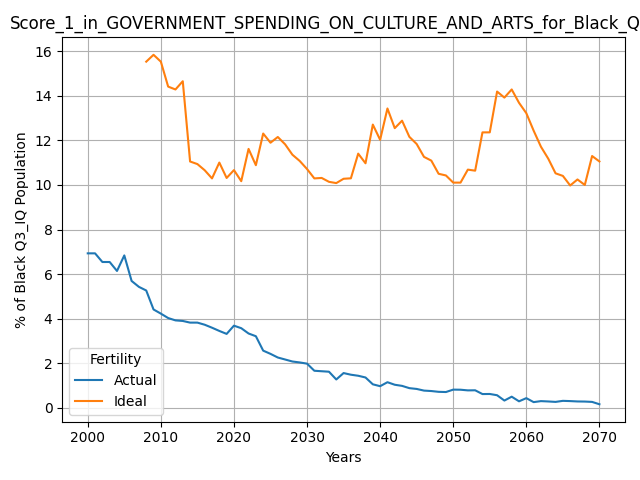 Score_1_in_GOVERNMENT_SPENDING_ON_CULTURE_AND_ARTS_for_Black_Q
16
14
12
10
8
6
4
2
0
% of Black Q3_IQ Population
Fertility
Actual
Ideal
2000 2010 2020 2030 2040 2050 2060 2070
Years